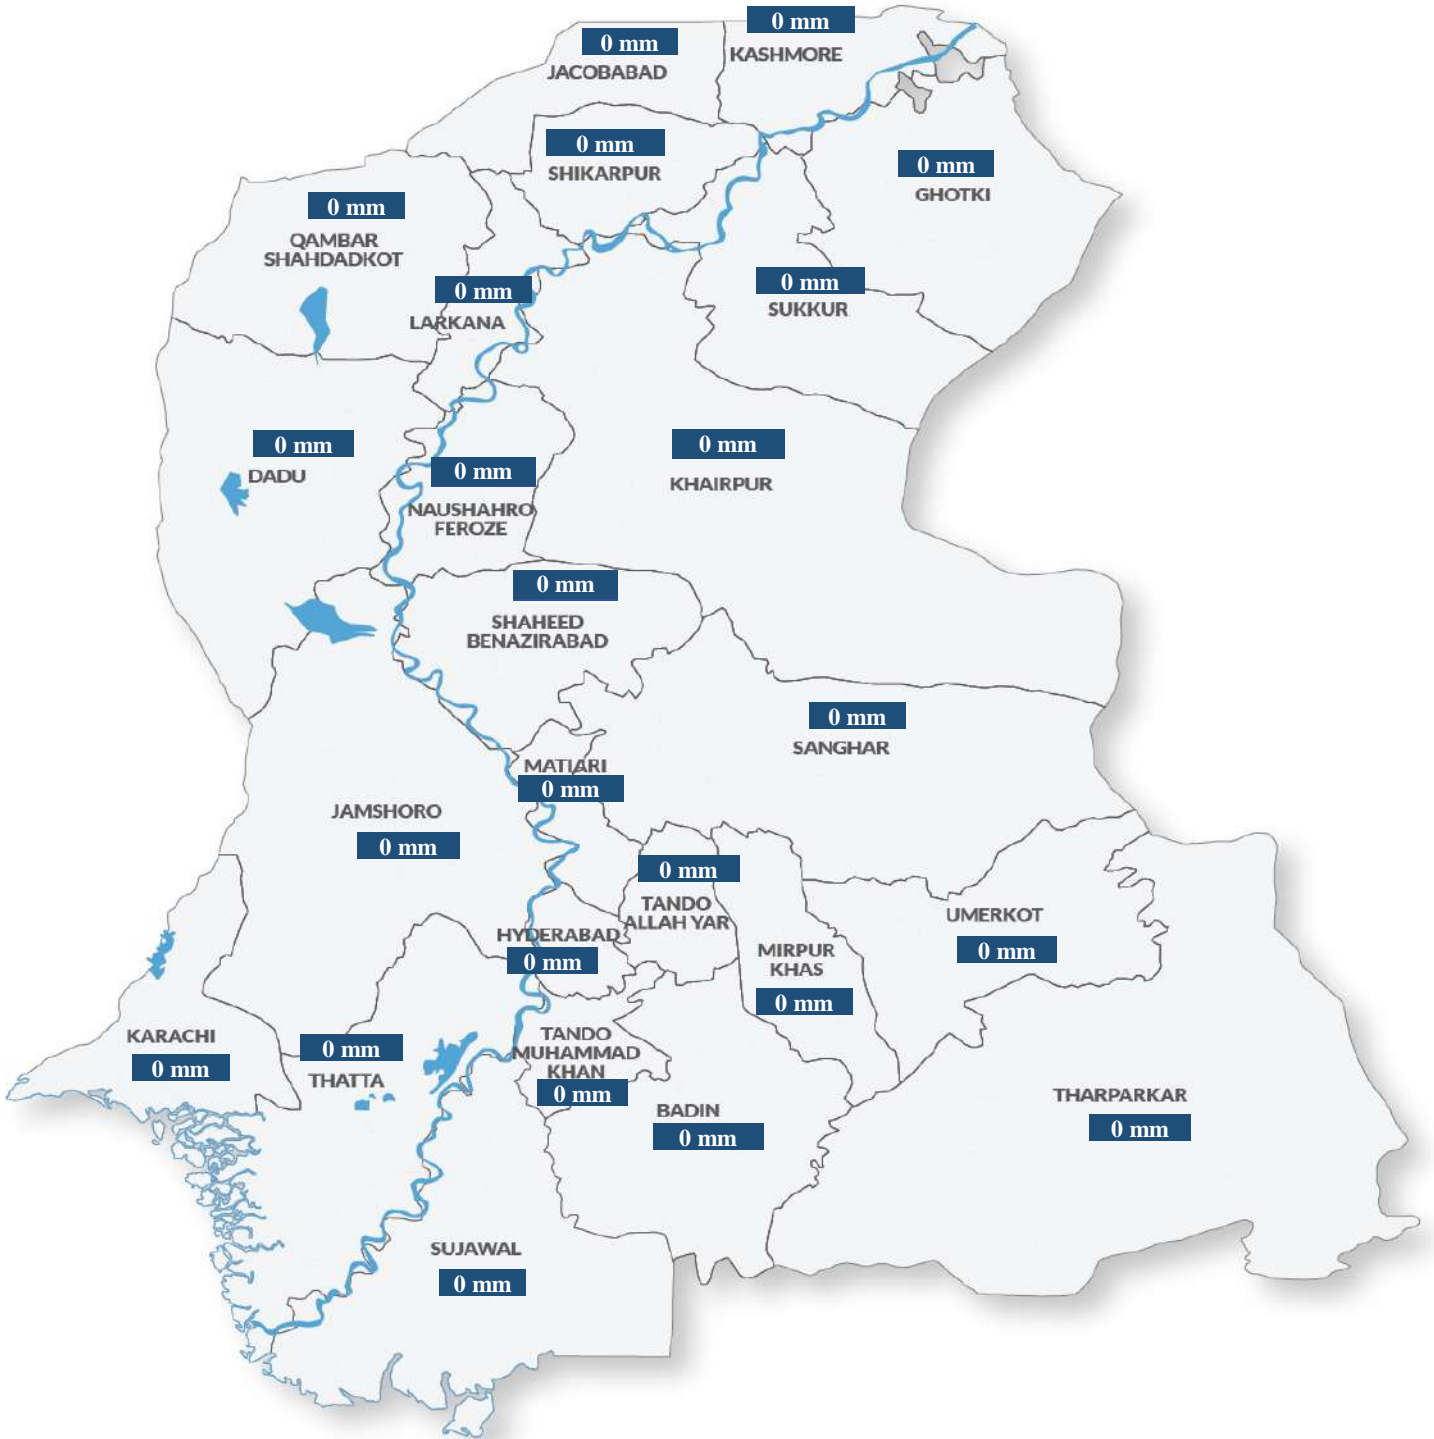 0 mm
KASHMORE
0 mm
JACOBABAD
0 mm
SHIKARPUR
0 mm
GHOTKI
0 mm
QAMBAR
SHAHDADKOT
0 mm
SUKKUR
0 mm
LARKANA
0 mm
DADU
0 mm
KHAIRPUR
0 mm
NAUSHAHRO
FEROZE
0 mm
SHAHEED
BENAZIRABAD
0 mm
SANGHAR
MATIARI
0 mm
JAMSHORO
0 mm
0 mm
TANDO
ALLAH YAR
UMERKOT
0 mm
HYDERABAD
0 mm
MIRPUR
KHAS
0 mm
KARACHI
0 mm
0 mm
THATTA
TANDO
MUHAMMAD
KHAN
0 mm
BADIN
0 mm
THARPARKAR
0 mm
SUJAWAL
0 mm